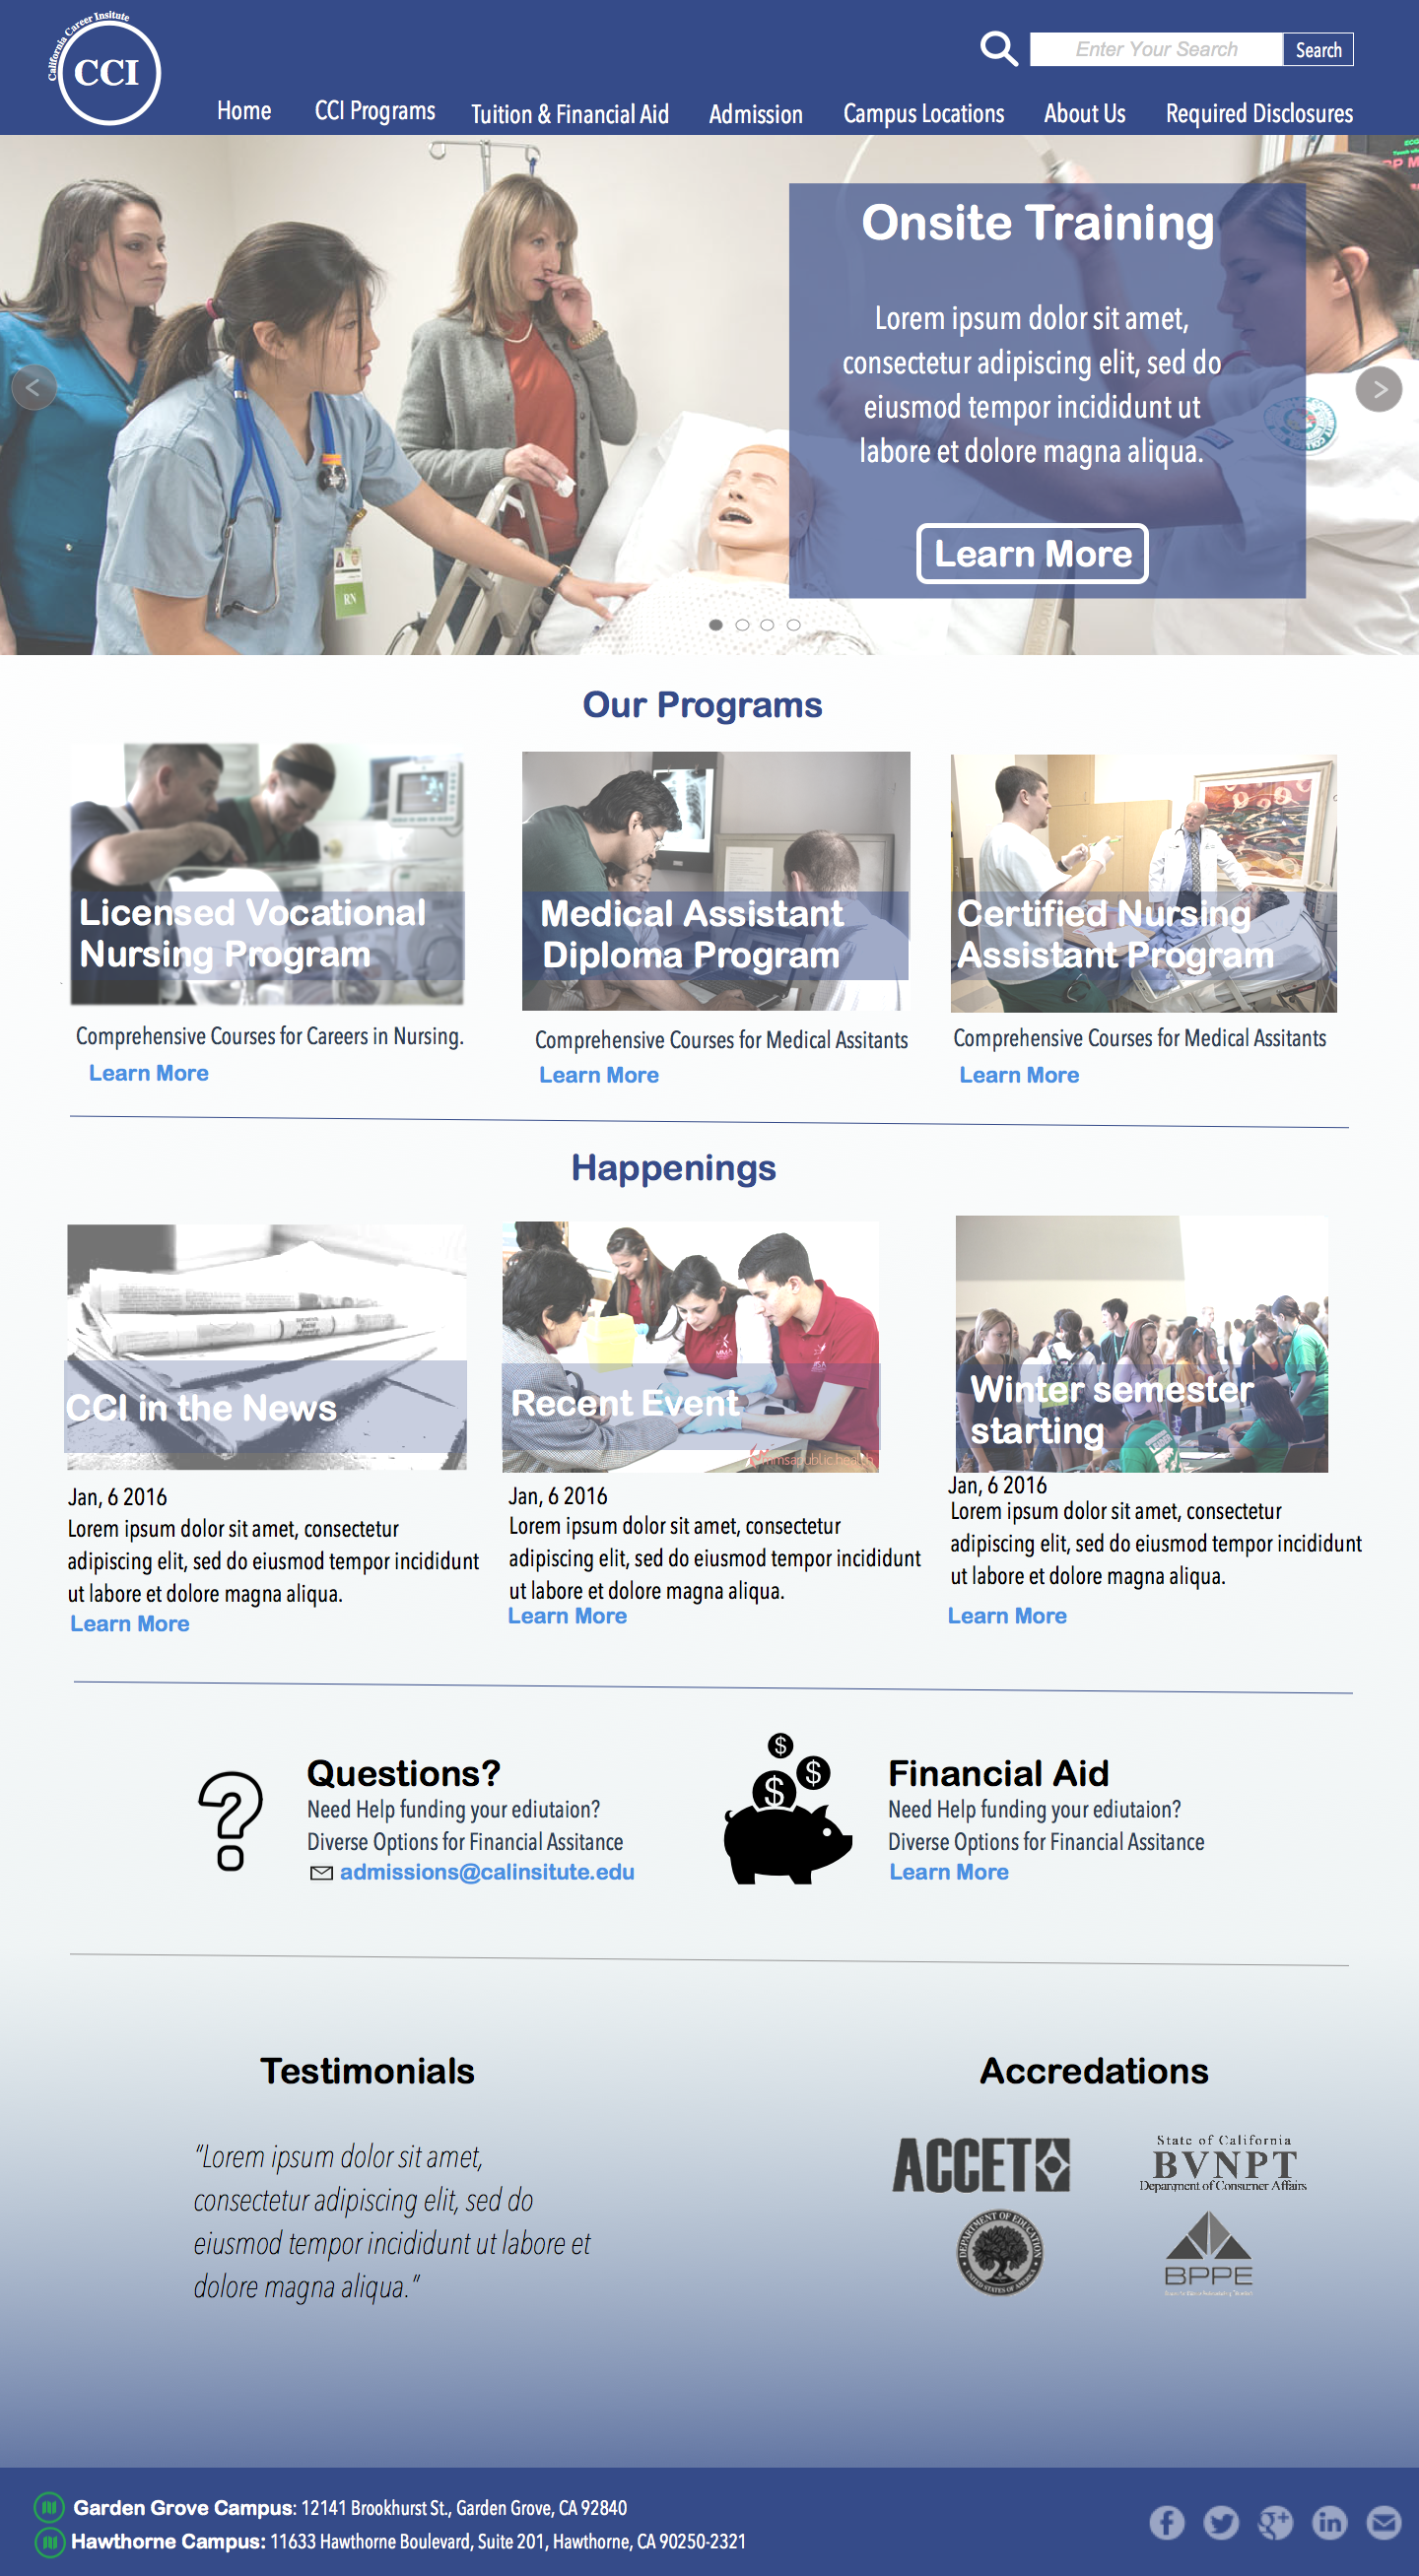 California Career Insitute
CCI
Enter Your Search
Search
Home
CCI Programs
Tuition & Financial Aid
Admission
Campus Locations
About Us
Required Disclosures
Onsite Training
Lorem ipsum dolor sit amet,
consectetur adipiscing elit, sed do
eiusmod tempor incididunt ut
labore et dolore magna aliqua.
Learn More
RN
Our Programs
Licensed Vocational
Nursing Program
Comprehensive Courses for Careers in Nursing.
Learn More
Medical Assistant
Diploma Program
Comprehensive Courses for Medical Assitants
Learn More
Certified Nursing
Assistant Program
Comprehensive Courses for Medical Assitants
Learn More
Happenings
CCI in the News
Jan, 6 2016
Lorem ipsum dolor sit amet, consectetur
adipiscing elit, sed do eiusmod tempor incididunt
ut labore et dolore magna aliqua.
Learn More
Recent Event
Jan, 6 2016
Lorem ipsum dolor sit amet, consectetur
adipiscing elit, sed do eiusmod tempor incididunt
ut labore et dolore magna aliqua.
Learn More
Winter semester
starting
Jan, 6 2016
Lorem ipsum dolor sit amet, consectetur
adipiscing elit, sed do eiusmod tempor incididunt
ut labore et dolore magna aliqua.
Learn More
Questions?
Need Help funding your ediutaion?
Diverse Options for Financial Assitance
admissions@calinsitute.edu
Financial Aid
Need Help funding your ediutaion?
Diverse Options for Financial Assitance
Learn More
Testimonials
“Lorem ipsum dolor sit amet,
consectetur adipiscing elit, sed do
eiusmod tempor incididunt ut labore et
dolore magna aliqua.”
Accredations
ACCET
State of California
BVNPT
Department of Consumer Affairs
DEPARTMENT OF EDUCATION
UNITED STATES OF AMERICA
BPPE
Garden Grove Campus: 12141 Brookhurst St., Garden Grove, CA 92840
Hawthorne Campus: 11633 Hawthorne Boulevard, Suite 201, Hawthorne, CA 90250-2321